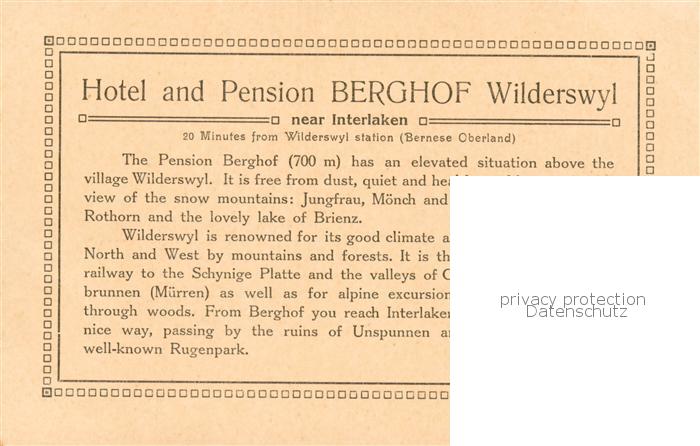 Hotel and Pension BERGHOF Wilderswyl
near Interlaken
20 Minutes from Wilderswyl station (Bernese Oberland)
The Pension Berghof (700 m) has an elevated situation above the
village Wilderswyl. It is free from dust, quiet and
view of the snow mountains: Jungfrau, Mönch and
Rothorn and the lovely lake of Brienz.
Wilderswyl is renowned for its good climate
North and West by mountains and forests. It is
railway to the Schynige Platte and the valleys of
brunnen (Mürren) as well as for alpine
through woods. From Berghof you reach
nice way, passing by the ruins of Unspunnen
well-known Rugenpark.
privacy protection
Datenschutz